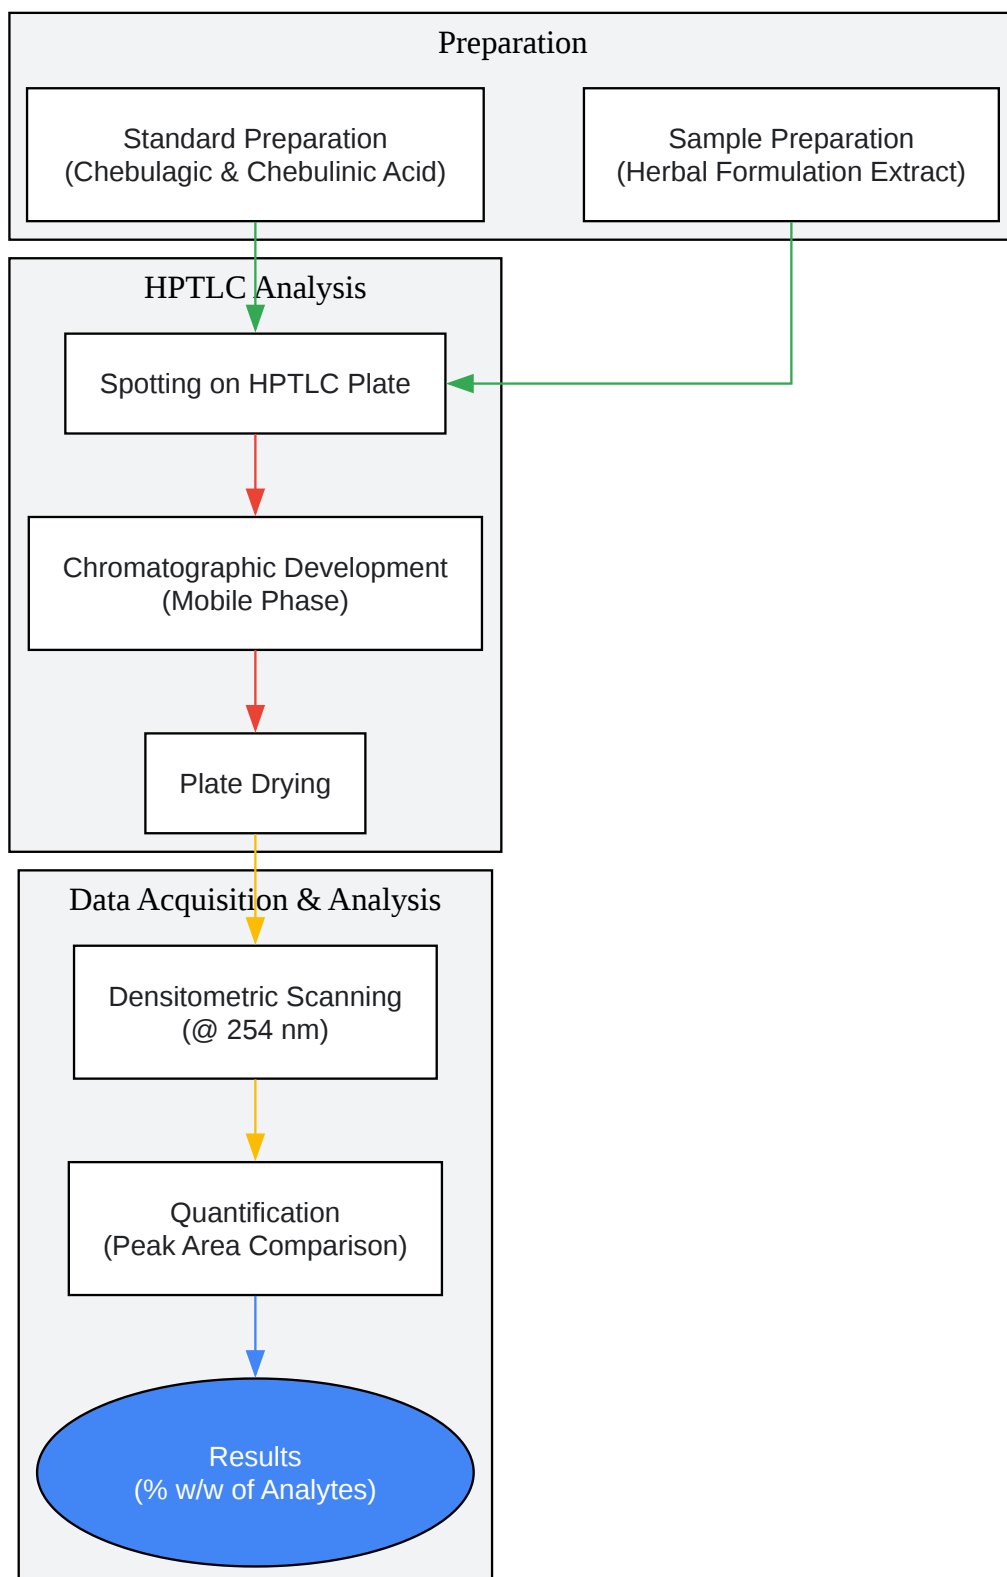 Preparation
Standard Preparation
(Chebulagic & Chebulinic Acid)
Sample Preparation
(Herbal Formulation Extract)
HPTLC Analysis
Spotting on HPTLC Plate
Chromatographic Development
(Mobile Phase)
Plate Drying
Data Acquisition & Analysis
Densitometric Scanning
(@ 254 nm)
Quantification
(Peak Area Comparison)
Results
(% w/w of Analytes)